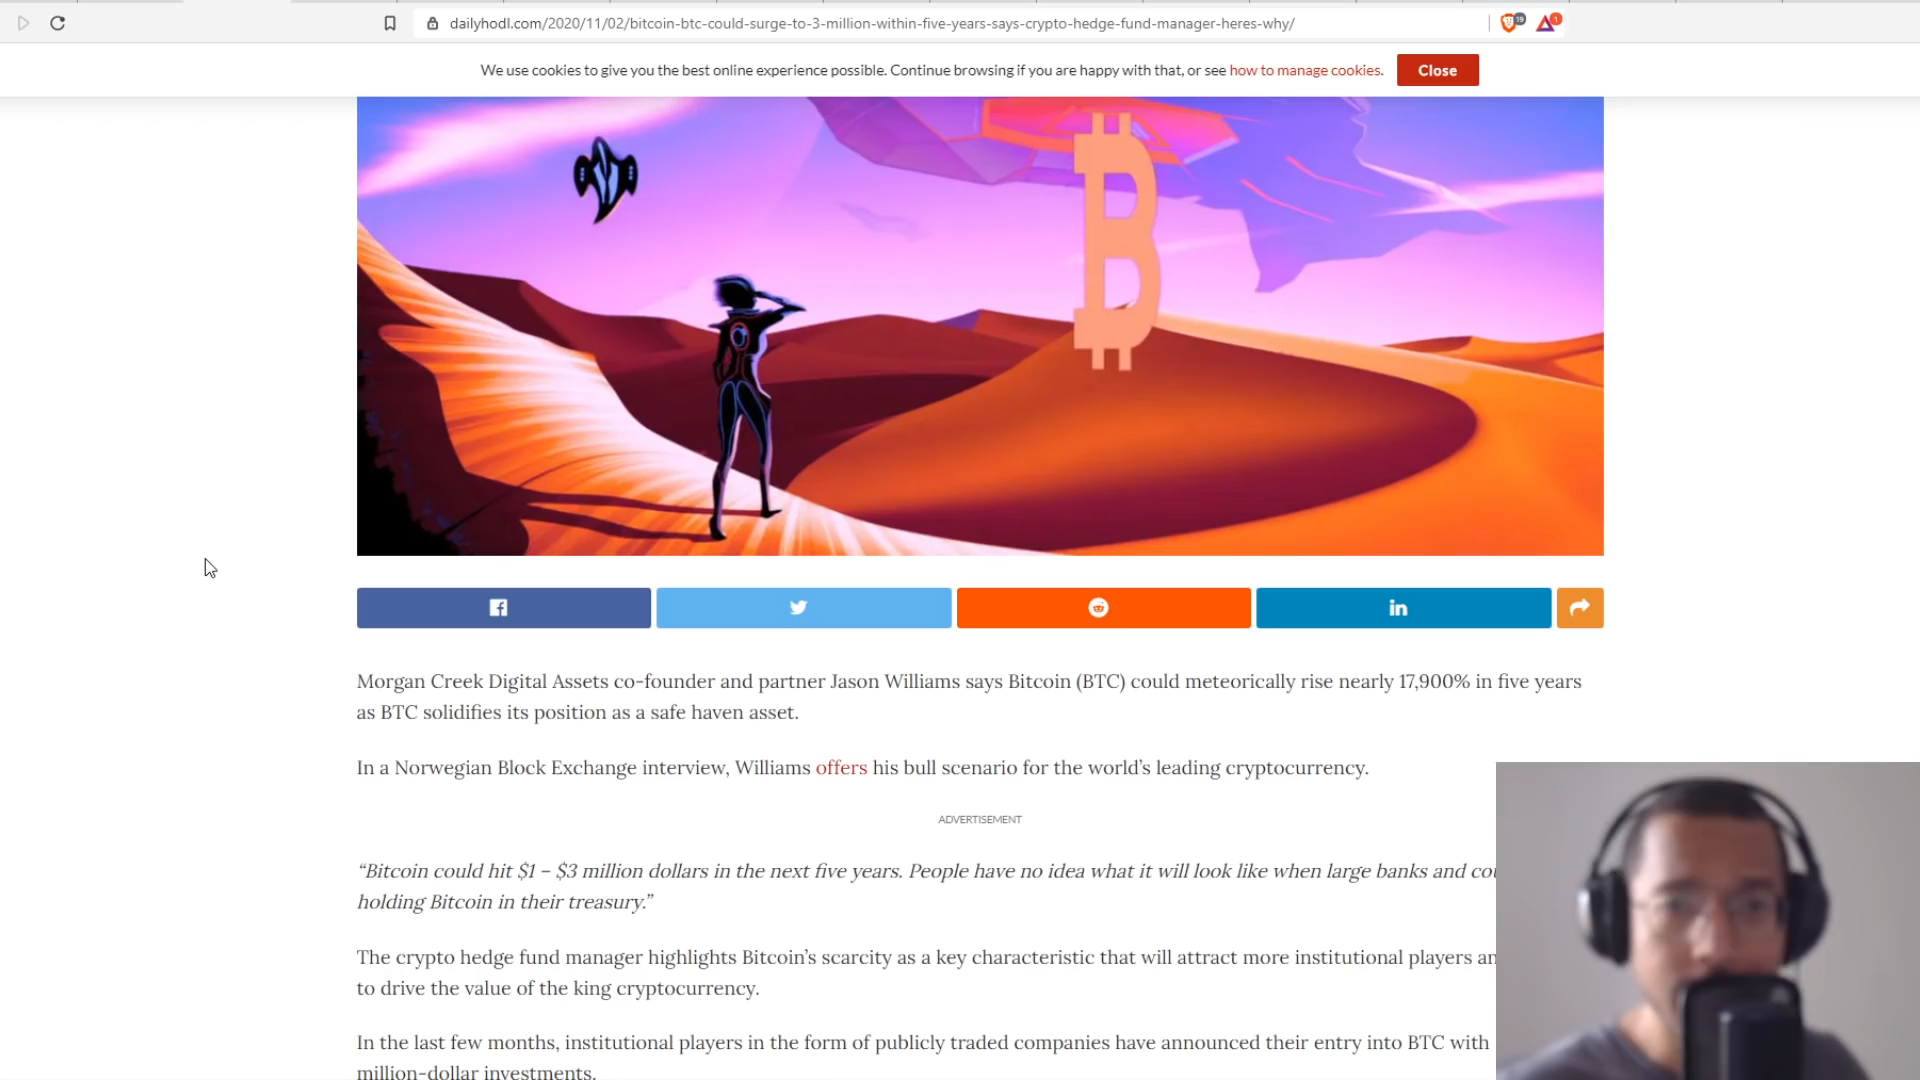 dailyhodl.com/2020/11/02/bitcoin-btc-could-surge-to-3-million-within-five-years-says-crypto-hedge-fund-manager-heres-why/
19
1
We use cookies to give you the best online experience possible. Continue browsing if you are happy with that, or see how to manage cookies.
Close
Morgan Creek Digital Assets co-founder and partner Jason Williams says Bitcoin (BTC) could meteorically rise nearly 17,900% in five years
as BTC solidifies its position as a safe haven asset.
In a Norwegian Block Exchange interview, Williams offers his bull scenario for the world’s leading cryptocurrency.
ADVERTISEMENT
“Bitcoin could hit $1 – $3 million dollars in the next five years. People have no idea what it will look like when large banks and
holding Bitcoin in their treasury.”
The crypto hedge fund manager highlights Bitcoin’s scarcity as a key characteristic that will attract more institutional players
to drive the value of the king cryptocurrency.
In the last few months, institutional players in the form of publicly traded companies have announced their entry into BTC with
million-dollar investments.